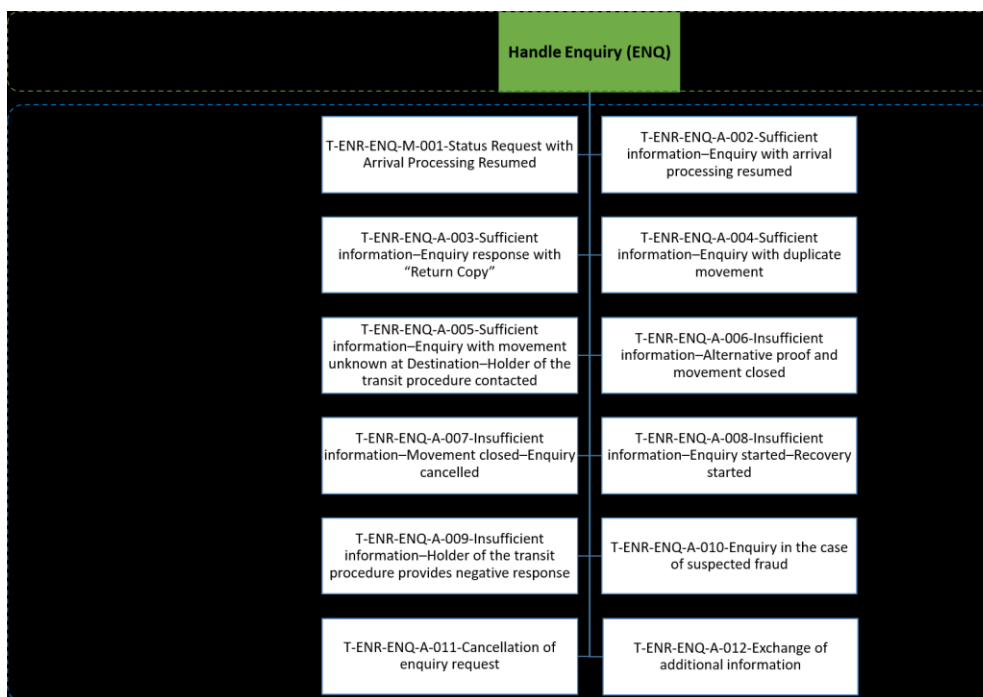 Handle Enquiry (ENQ)
T-ENR-ENQ-M-001-Status Request with
Arrival Processing Resumed
T-ENR-ENQ-A-002-Sufficient
information–Enquiry with arrival
processing resumed
T-ENR-ENQ-A-003-Sufficient
information–Enquiry response with
“Return Copy”
T-ENR-ENQ-A-004-Sufficient
information–Enquiry with duplicate
movement
T-ENR-ENQ-A-005-Sufficient
information–Enquiry with movement
unknown at Destination–Holder of the
transit procedure contacted
T-ENR-ENQ-A-006-Insufficient
information–Alternative proof and
movement closed
T-ENR-ENQ-A-007-Insufficient
information–Movement closed–Enquiry
cancelled
T-ENR-ENQ-A-008-Insufficient
information–Enquiry started–Recovery
started
T-ENR-ENQ-A-009-Insufficient
information–Holder of the transit
procedure provides negative response
T-ENR-ENQ-A-010-Enquiry in the case
of suspected fraud
T-ENR-ENQ-A-011-Cancellation of
enquiry request
T-ENR-ENQ-A-012-Exchange of
additional information